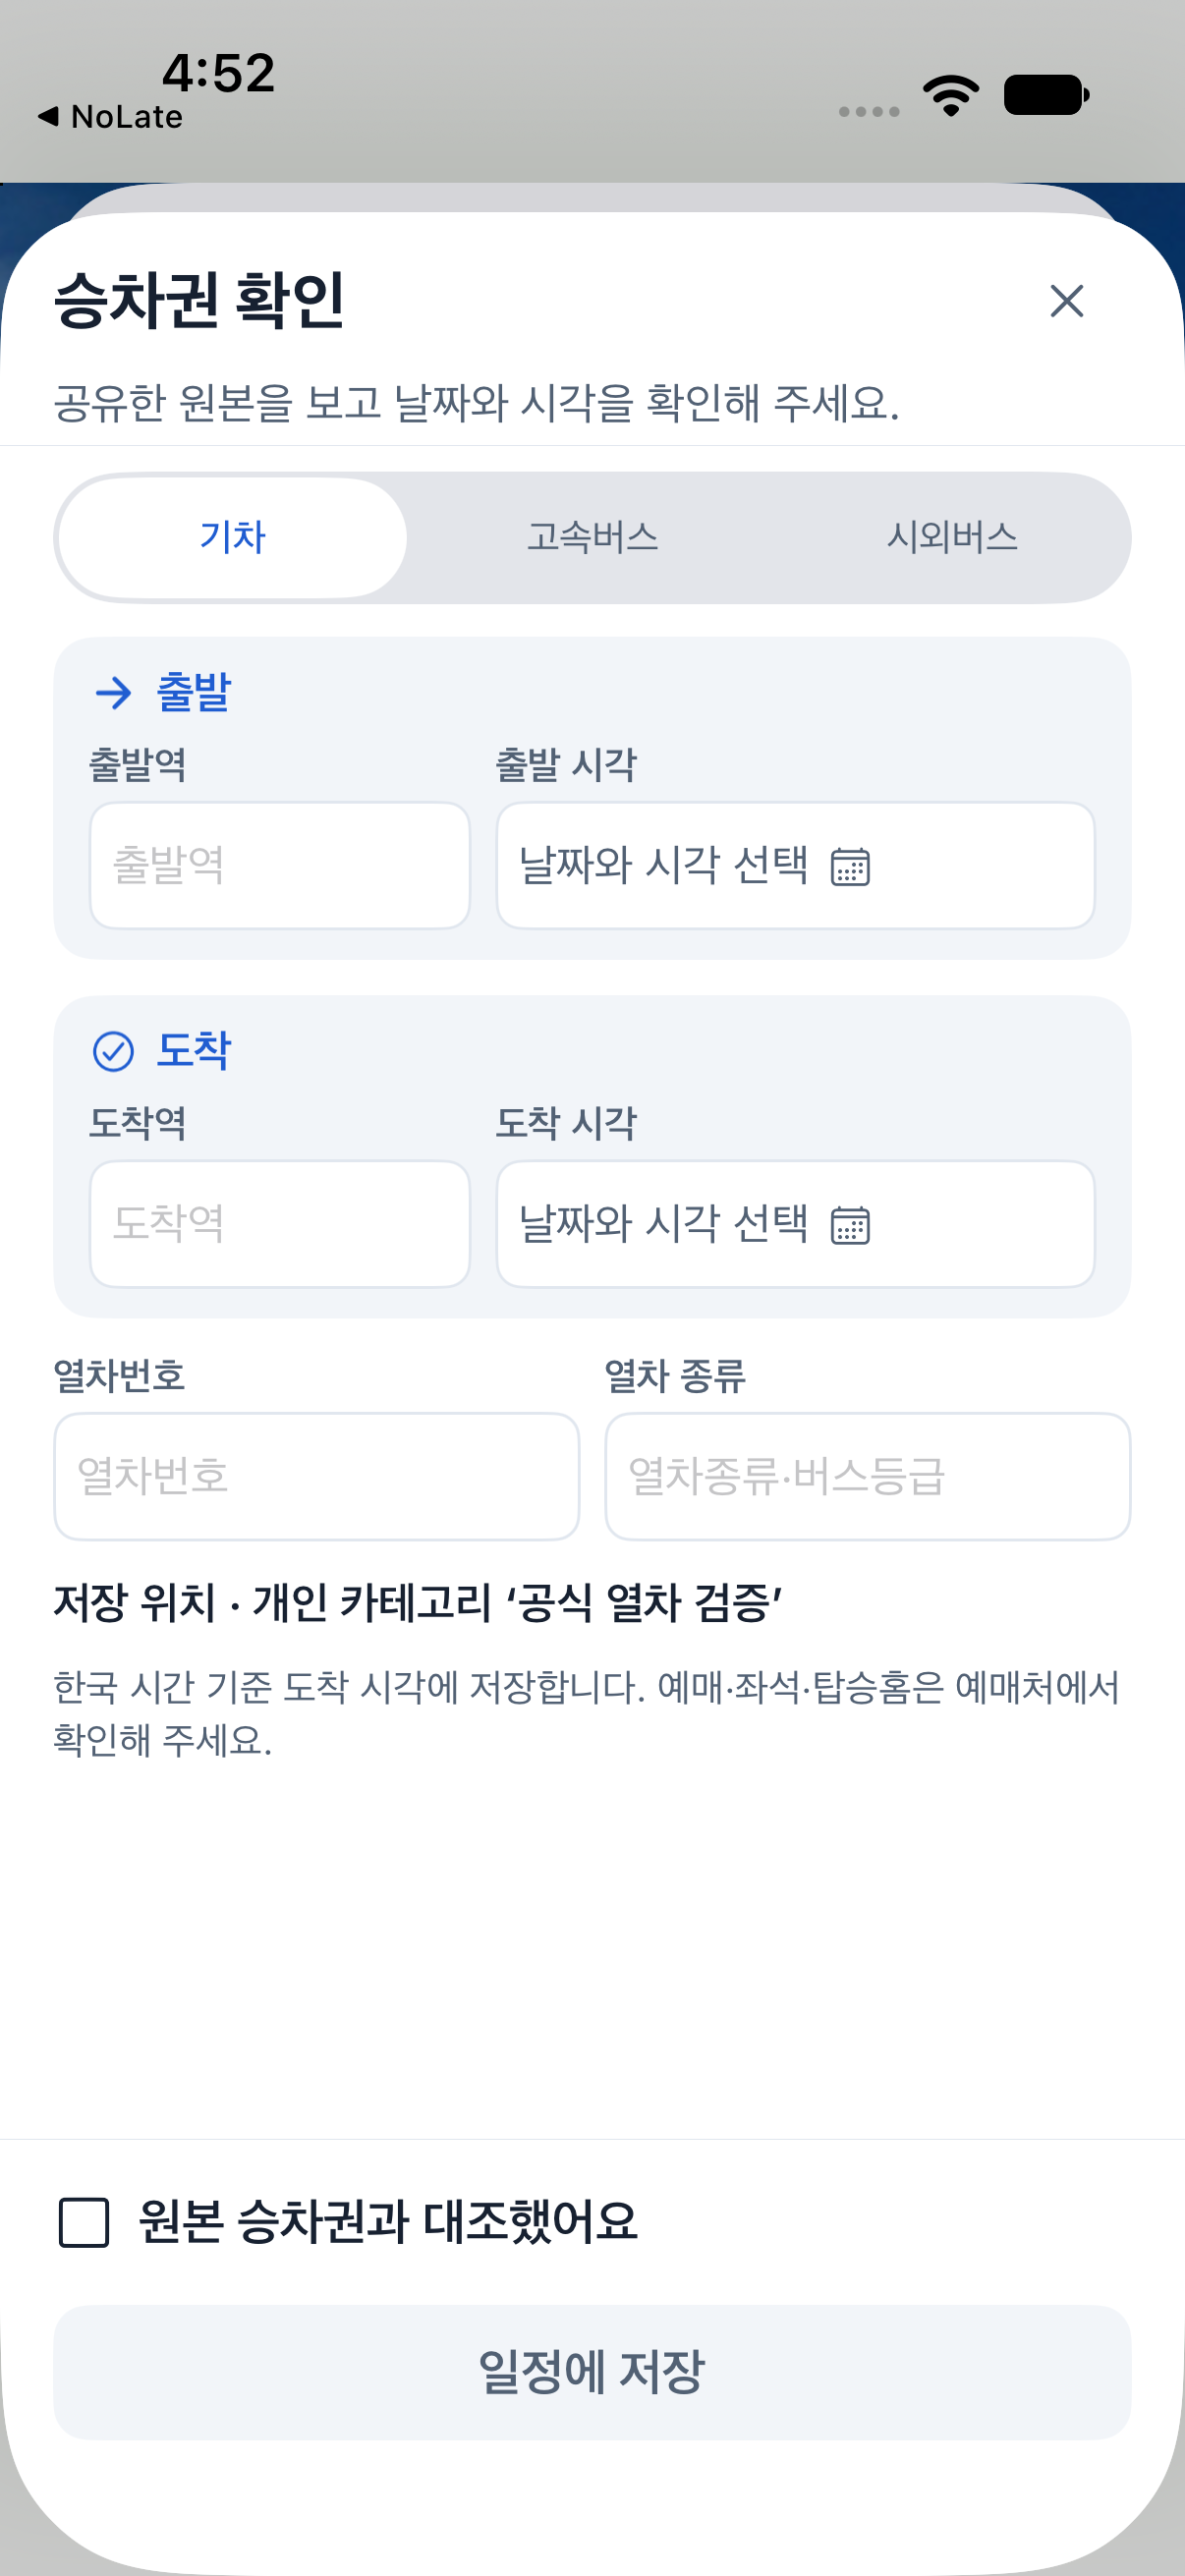 4:52
◀ NoLate
승차권 확인
공유한 원본을 보고 날짜와 시각을 확인해 주세요.
기차 고속버스 시외버스
출발
출발역 출발 시각
출발역 날짜와 시각 선택
도착
도착역 도착 시각
도착역 날짜와 시각 선택
열차번호 열차 종류
열차번호 열차종류·버스등급
저장 위치 · 개인 카테고리 ‘공식 열차 검증’
한국 시간 기준 도착 시각에 저장합니다. 예매·좌석·탑승홈은 예매처에서
확인해 주세요.
원본 승차권과 대조했어요
일정에 저장